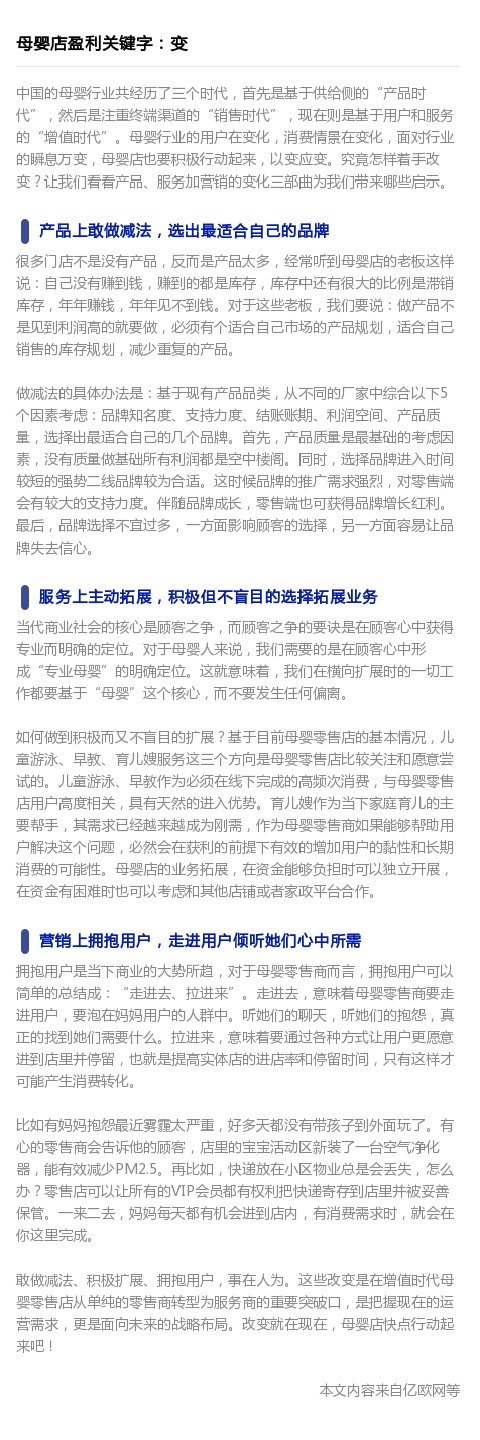 母婴店盈利关键字：变
中国的母婴行业共经历了三个时代，首先是基于供给侧的“产品时
代”，然后是注重终端渠道的“销售时代”，现在则是基于用户和服务
的“增值时代”。母婴行业的用户在变化，消费情景在变化，面对行业
的瞬息万变，母婴店也要积极行动起来，以变应变。究竟怎样着手改
变？让我们看看产品、服务加营销的变化三部曲为我们带来哪些启示。
产品上敢做减法，选出最适合自己的品牌
很多门店不是没有产品，反而是产品太多，经常听到母婴店的老板这样
说：自己没有赚到钱，赚到的都是库存，库存中还有很大的比例是滞销
库存，年年赚钱，年年见不到钱。对于这些老板，我们要说：做产品不
是见到利润高的就要做，必须有个适合自己市场的产品规划，适合自己
销售的库存规划，减少重复的产品。
做减法的具体办法是：基于现有产品品类，从不同的厂家中综合以下5
个因素考虑：品牌知名度、支持力度、结账账期、利润空间、产品质
量，选择出最适合自己的几个品牌。首先，产品质量是最基础的考虑因
素，没有质量做基础所有利润都是空中楼阁。同时，选择品牌进入时间
较短的强势二线品牌较为合适。这时候品牌的推广需求强烈，对零售端
会有较大的支持力度。伴随品牌成长，零售端也可获得品牌增长红利。
最后，品牌选择不宜过多，一方面影响顾客的选择，另一方面容易让品
牌失去信心。
服务上主动拓展，积极但不盲目的选择拓展业务
当代商业社会的核心是顾客之争，而顾客之争的要诀是在顾客心中获得
专业而明确的定位。对于母婴人来说，我们需要的是在顾客心中形
成“专业母婴”的明确定位。这就意味着，我们在横向扩展时的一切工
作都要基于“母婴”这个核心，而不要发生任何偏离。
如何做到积极而又不盲目的扩展？基于目前母婴零售店的基本情况，儿
童游泳、早教、育儿嫂服务这三个方向是母婴零售店比较关注和愿意尝
试的。儿童游泳、早教作为必须在线下完成的高频次消费，与母婴零售
店用户高度相关，具有天然的进入优势。育儿嫂作为当下家庭育儿的主
要帮手，其需求已经越来越成为刚需，作为母婴零售商如果能够帮助用
户解决这个问题，必然会在获利的前提下有效的增加用户的黏性和长期
消费的可能性。母婴店的业务拓展，在资金能够负担时可以独立开展，
在资金有困难时也可以考虑和其他店铺或者家政平台合作。
营销上拥抱用户，走进用户倾听她们心中所需
拥抱用户是当下商业的大势所趋，对于母婴零售商而言，拥抱用户可以
简单的总结成：“走进去、拉进来”。走进去，意味着母婴零售商要走
进用户，要泡在妈妈用户的人群中。听她们的聊天，听她们的抱怨，真
正的找到她们需要什么。拉进来，意味着要通过各种方式让用户更愿意
进到店里并停留，也就是提高实体店的进店率和停留时间，只有这样才
可能产生消费转化。
比如有妈妈抱怨最近雾霾太严重，好多天都没有带孩子到外面玩了。有
心的零售商会告诉他的顾客，店里的宝宝活动区新装了一台空气净化
器，能有效减少PM2.5。再比如，快递放在小区物业总是会丢失，怎么
办？零售店可以让所有的VIP会员都有权利把快递寄存到店里并被妥善
保管。一来二去，妈妈每天都有机会进到店内，有消费需求时，就会在
你这里完成。
敢做减法、积极扩展、拥抱用户，事在人为。这些改变是在增值时代母
婴零售店从单纯的零售商转型为服务商的重要突破口，是把握现在的运
营需求，更是面向未来的战略布局。改变就在现在，母婴店快点行动起
来吧！
本文内容来自亿欧网等